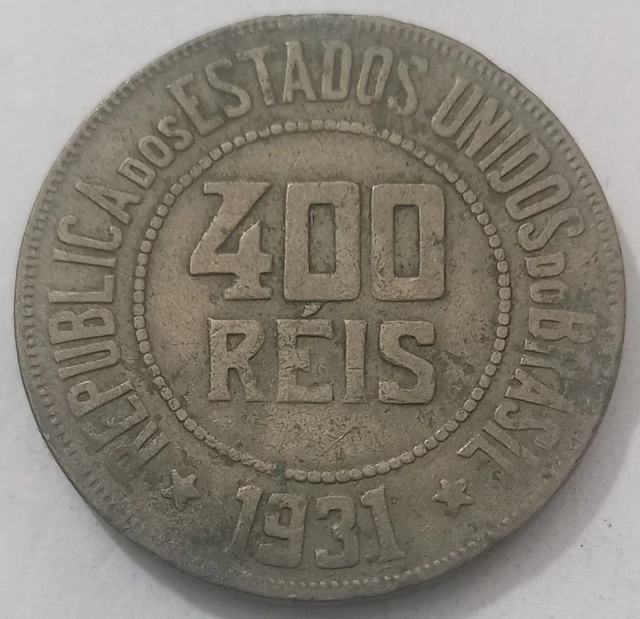 REPUBLICA DOS ESTADOS UNIDOS DO BRASIL
400
RÉIS
1931